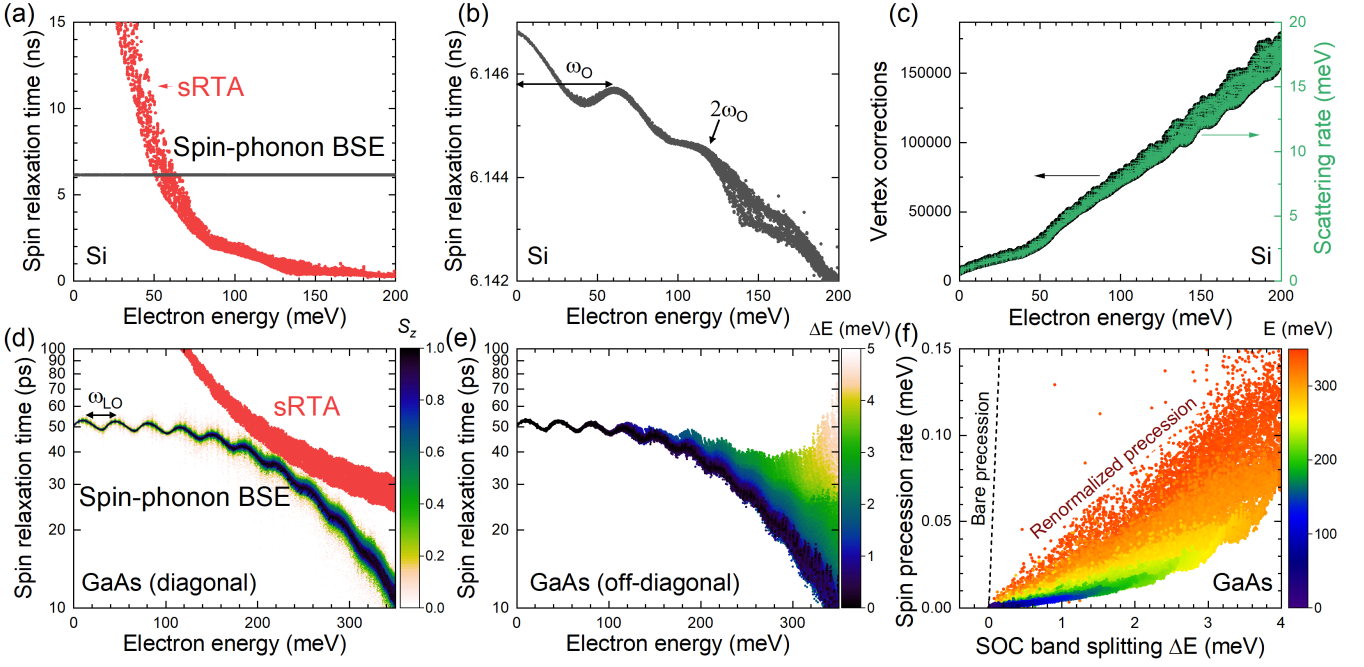 (a)
15
10
5
0
Spin relaxation time (ns)
sRTA
Spin-phonon BSE
Si
0 50 100 150 200
Electron energy (meV)
(b)
6.146
6.144
6.142
Spin relaxation time (ns)
ωO
2ωO
Si
0 50 100 150 200
Electron energy (meV)
(c)
150000
100000
50000
0
Vertex corrections
20
15
10
5
0
Scattering rate (meV)
Si
0 50 100 150 200
Electron energy (meV)
(d)
100
90
80
70
60
50
40
30
20
10
Spin relaxation time (ps)
ωLO
sRTA
Spin-phonon BSE
GaAs (diagonal)
0 100 200 300
Electron energy (meV)
Sz
1.0
0.8
0.6
0.4
0.2
0.0
(e)
100
90
80
70
60
50
40
30
20
10
Spin relaxation time (ps)
GaAs (off-diagonal)
0 100 200 300
Electron energy (meV)
ΔE (meV)
5
4
3
2
1
0
(f)
0.15
0.10
0.05
0.00
Spin precession rate (meV)
Bare precession
Renormalized precession
GaAs
0 1 2 3 4
SOC band splitting ΔE (meV)
E (meV)
300
200
100
0